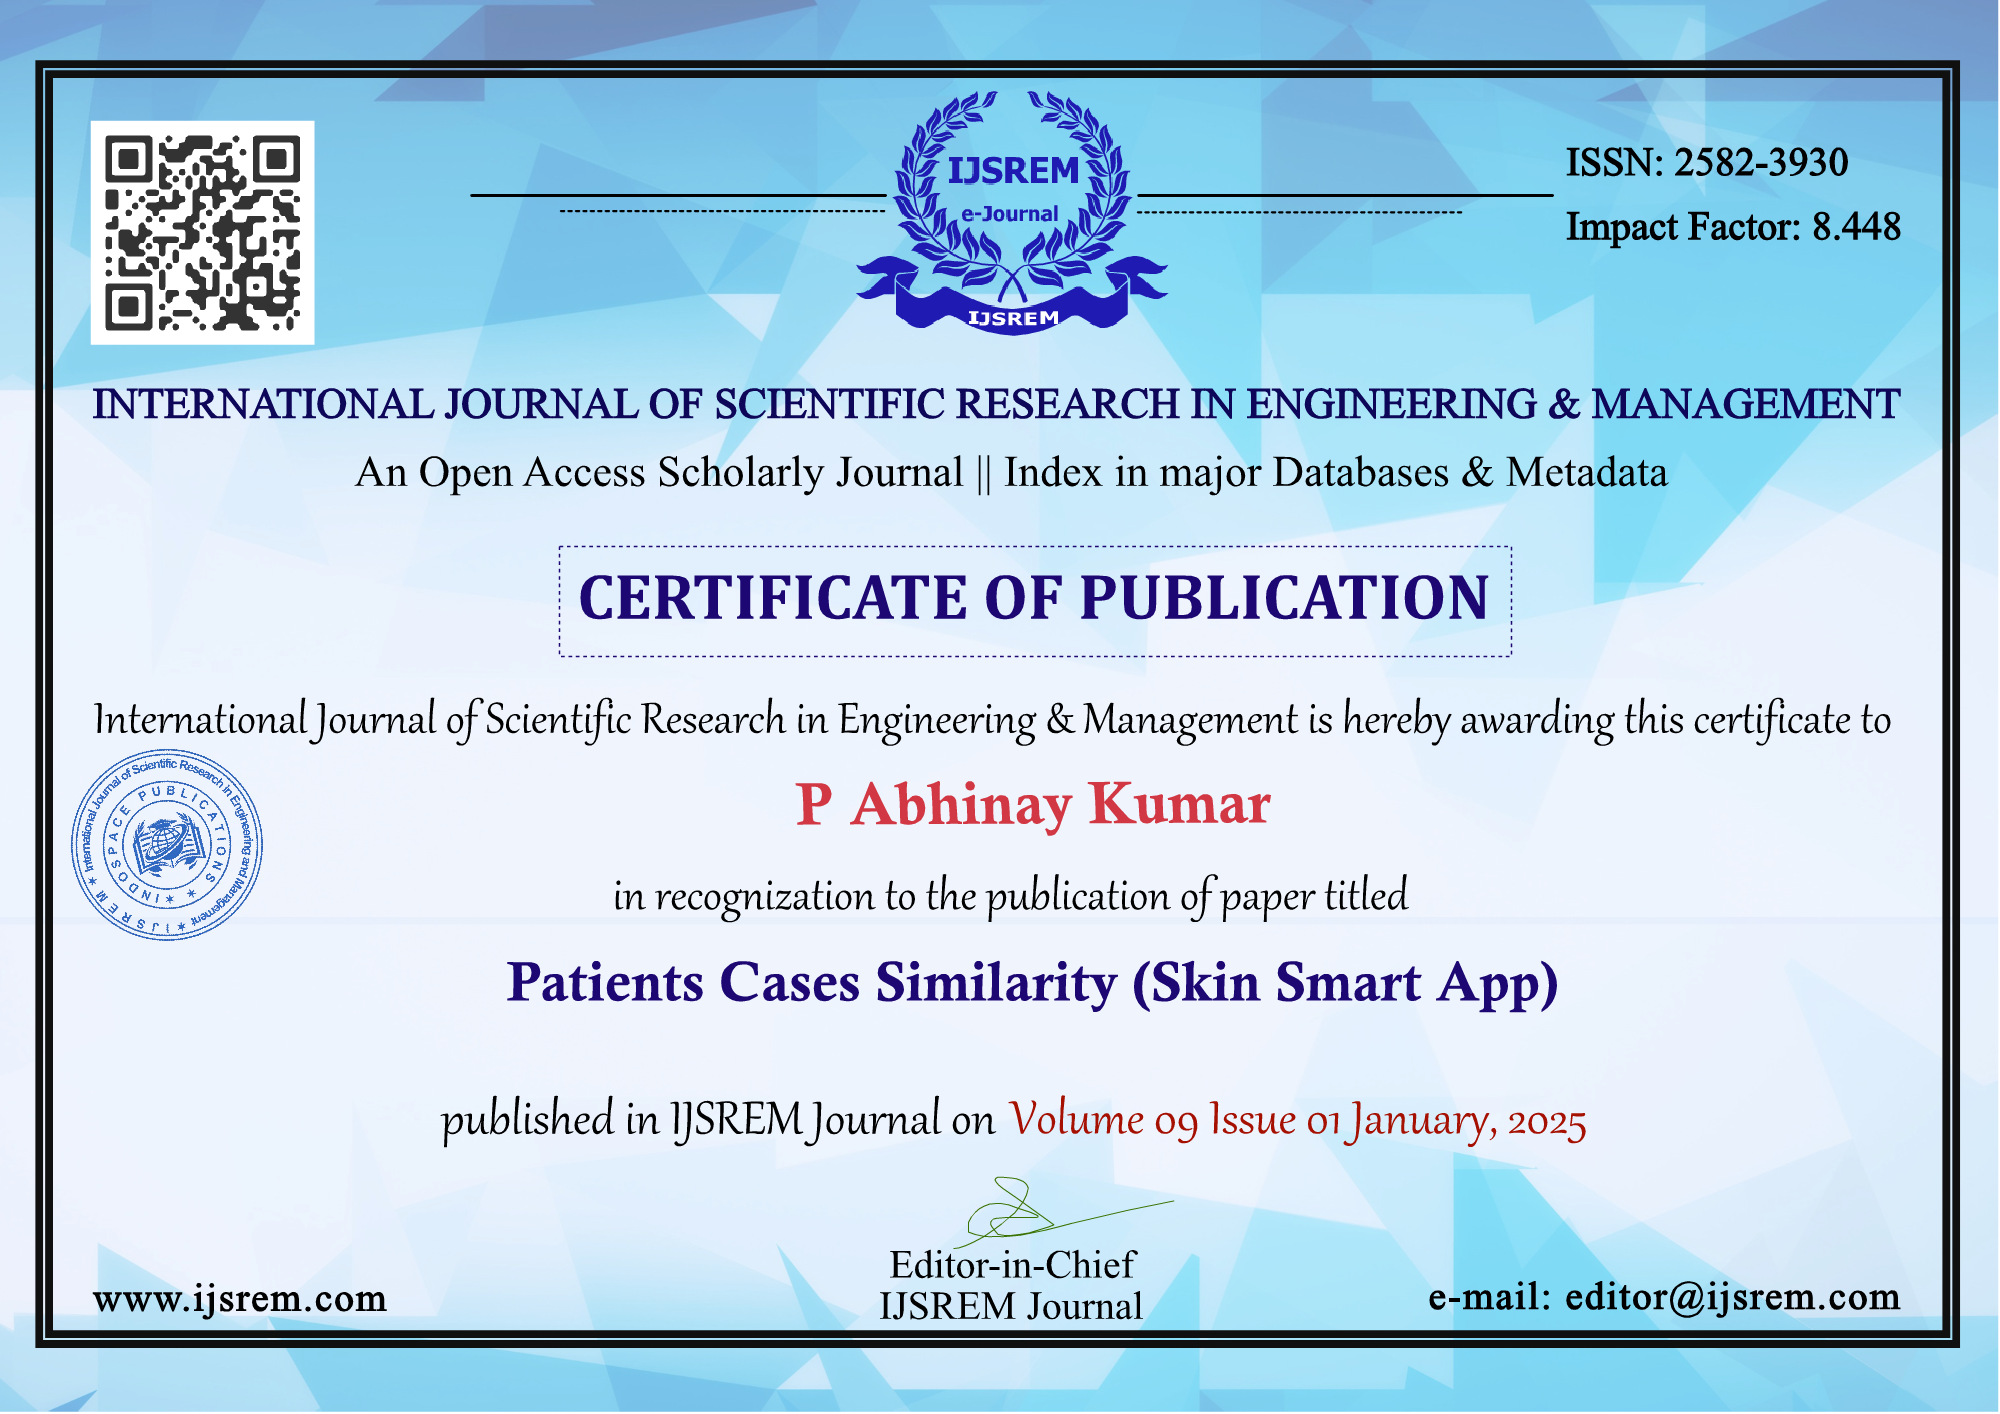 IJSREM
e-Journal
IJSREM
ISSN: 2582-3930
Impact Factor: 8.448
INTERNATIONAL JOURNAL OF SCIENTIFIC RESEARCH IN ENGINEERING & MANAGEMENT
An Open Access Scholarly Journal || Index in major Databases & Metadata
CERTIFICATE OF PUBLICATION
International Journal of Scientific Research in Engineering & Management is hereby awarding this certificate to
P Abhinay Kumar
International Journal of Scientific Research in Engineering and Management
IJSREM
INDOSPACE PUBLICATIONS
in recognization to the publication of paper titled
Patients Cases Similarity (Skin Smart App)
published in IJSREM Journal on Volume 09 Issue 01 January, 2025
Editor-in-Chief
IJSREM Journal
www.ijsrem.com
e-mail: editor@ijsrem.com